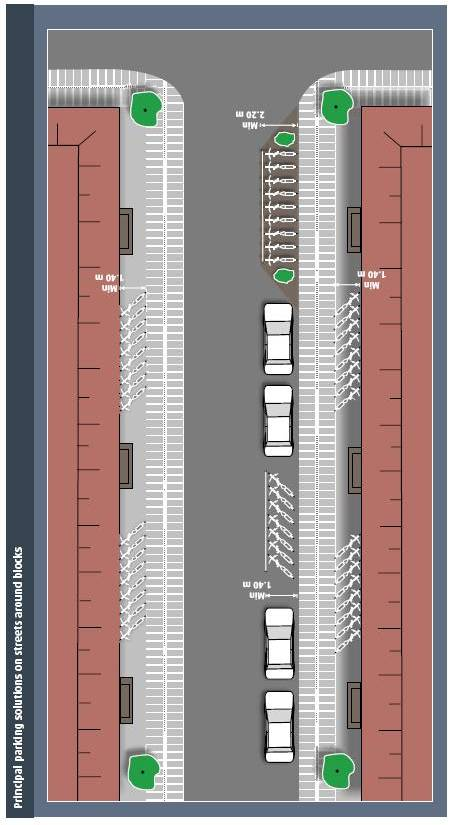 Principal parking solutions on streets around blocks
Min
2.20 m
Min
1.40 m
Min
1.40 m
Min
1.40 m